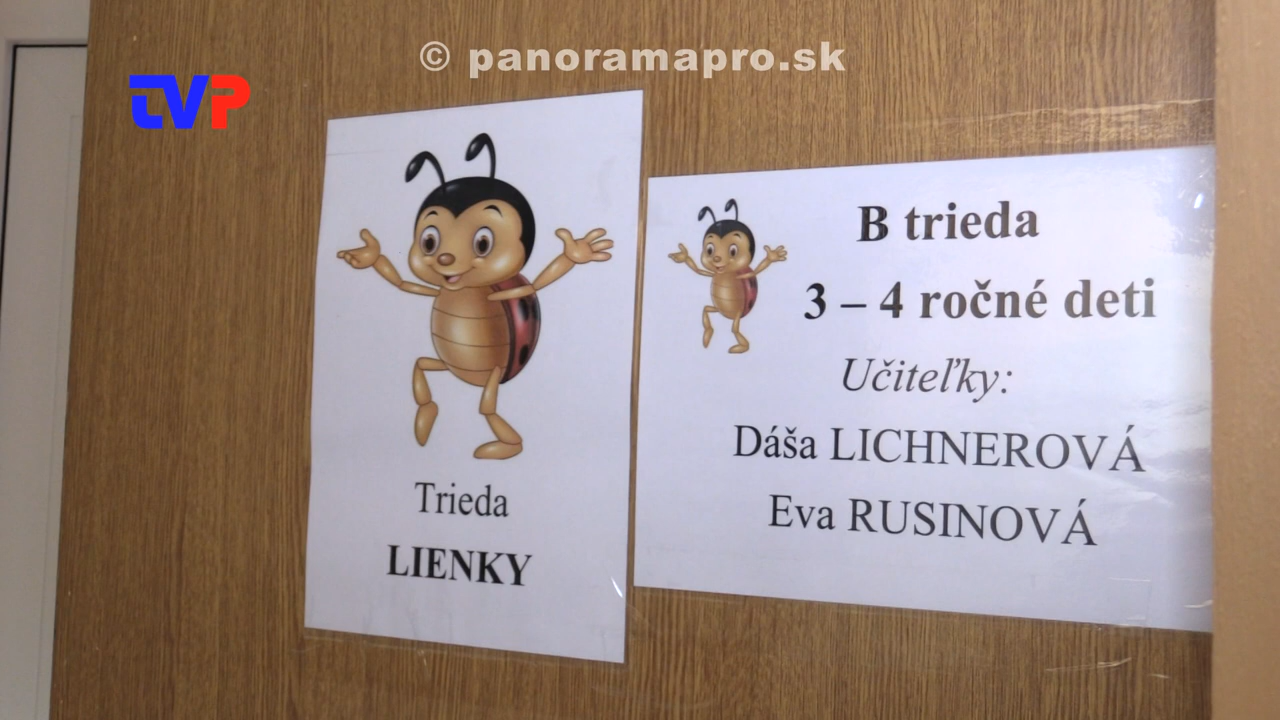 © panoramapro.sk
TVP
Trieda
LIENKY
B trieda
3 – 4 ročné deti
Učiteľky:
Dáša LICHNEROVÁ
Eva RUSINOVÁ